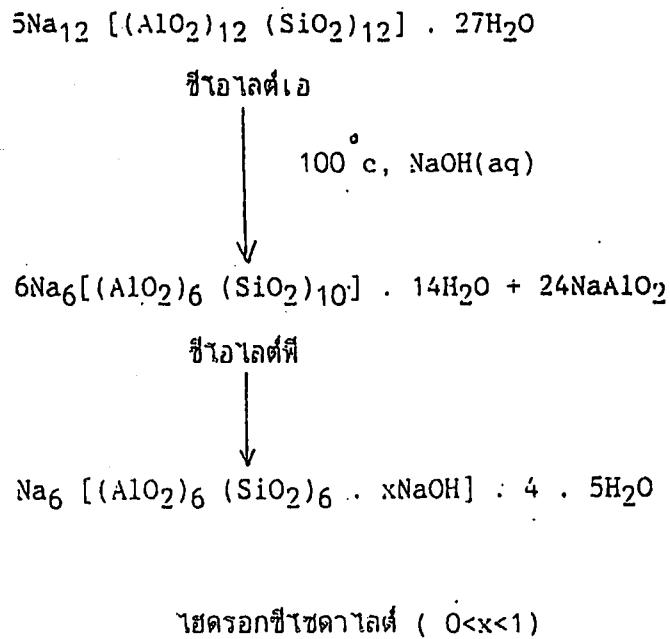 5Na₁₂ [(AlO₂)₁₂ (SiO₂)₁₂] . 27H₂O
ซีโอไลต์เอ
100°c, NaOH(aq)
6Na₆[(AlO₂)₆ (SiO₂)₁₀] . 14H₂O + 24NaAlO₂
ซีโอไลต์พี
Na₆ [(AlO₂)₆ (SiO₂)₆ . xNaOH] . 4 . 5H₂O
ไฮดรอกซีโซดาไลต์ ( 0<x<1)